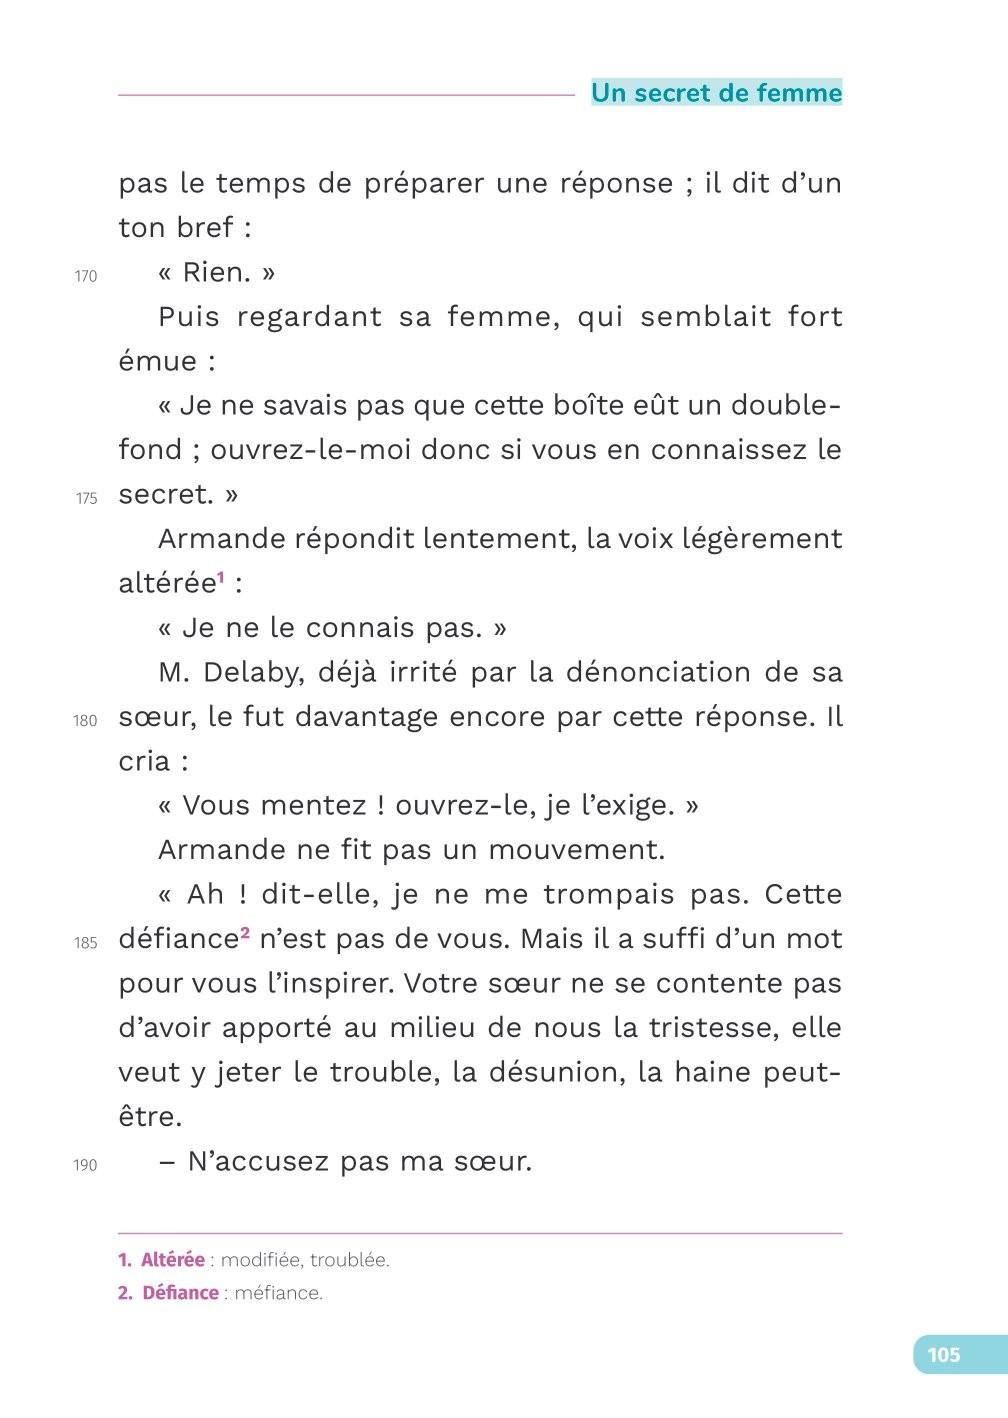 Un secret de femme
pas le temps de préparer une réponse ; il dit d’un
ton bref :
170 « Rien. »
Puis regardant sa femme, qui semblait fort
émue :
« Je ne savais pas que cette boîte eût un double-
fond ; ouvrez-le-moi donc si vous en connaissez le
175 secret. »
Armande répondit lentement, la voix légèrement
altérée¹ :
« Je ne le connais pas. »
M. Delaby, déjà irrité par la dénonciation de sa
180 sœur, le fut davantage encore par cette réponse. Il
cria :
« Vous mentez ! ouvrez-le, je l’exige. »
Armande ne fit pas un mouvement.
« Ah ! dit-elle, je ne me trompais pas. Cette
185 défiance² n’est pas de vous. Mais il a suffi d’un mot
pour vous l’inspirer. Votre sœur ne se contente pas
d’avoir apporté au milieu de nous la tristesse, elle
veut y jeter le trouble, la désunion, la haine peut-
être.
190 – N’accusez pas ma sœur.
1. Altérée : modifiée, troublée.
2. Défiance : méfiance.
105